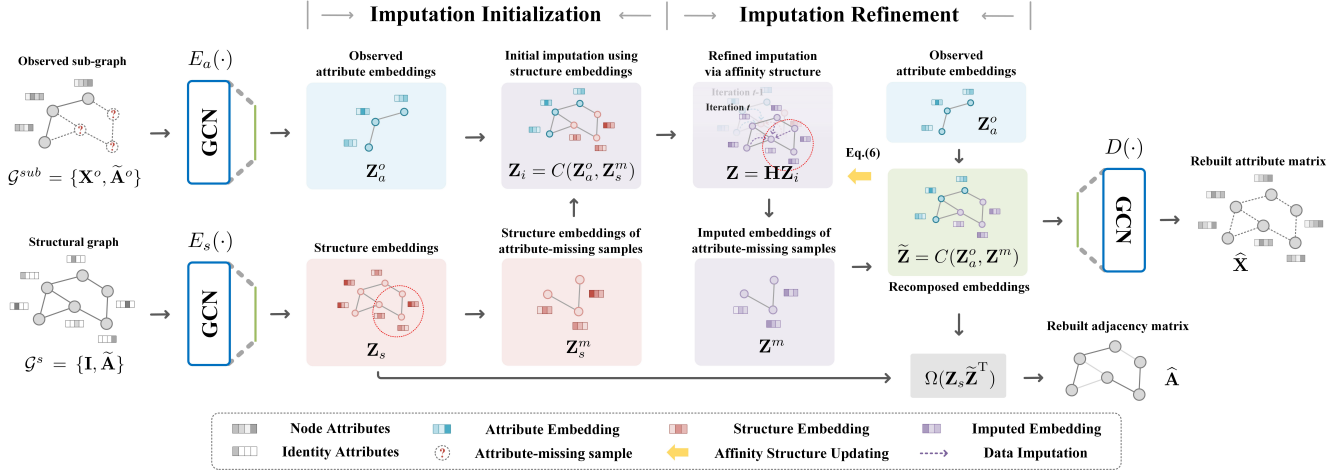 Imputation Initialization
Imputation Refinement
Observed sub-graph
E_a(·)
GCN
𝒢^{sub} = {X^o, Ã^o}
Observed
attribute embeddings
Z_a^o
Initial imputation using
structure embeddings
Z_i = C(Z_a^o, Z_s^m)
Refined imputation
via affinity structure
Iteration t-1
Iteration t
Z = HZ_i
Observed
attribute embeddings
Z_a^o
Eq.(6)
Z̃ = C(Z_a^o, Z^m)
Recomposed embeddings
D(·)
GCN
Rebuilt attribute matrix
X̂
Structural graph
E_s(·)
GCN
𝒢^s = {I, Ã}
Structure embeddings
Z_s
Structure embeddings of
attribute-missing samples
Z_s^m
Imputed embeddings of
attribute-missing samples
Z^m
Ω(Z_s Z̃^T)
Rebuilt adjacency matrix
Â
? ? ?
Node Attributes
Attribute Embedding
Structure Embedding
Imputed Embedding
Identity Attributes
? Attribute-missing sample
Affinity Structure Updating
Data Imputation